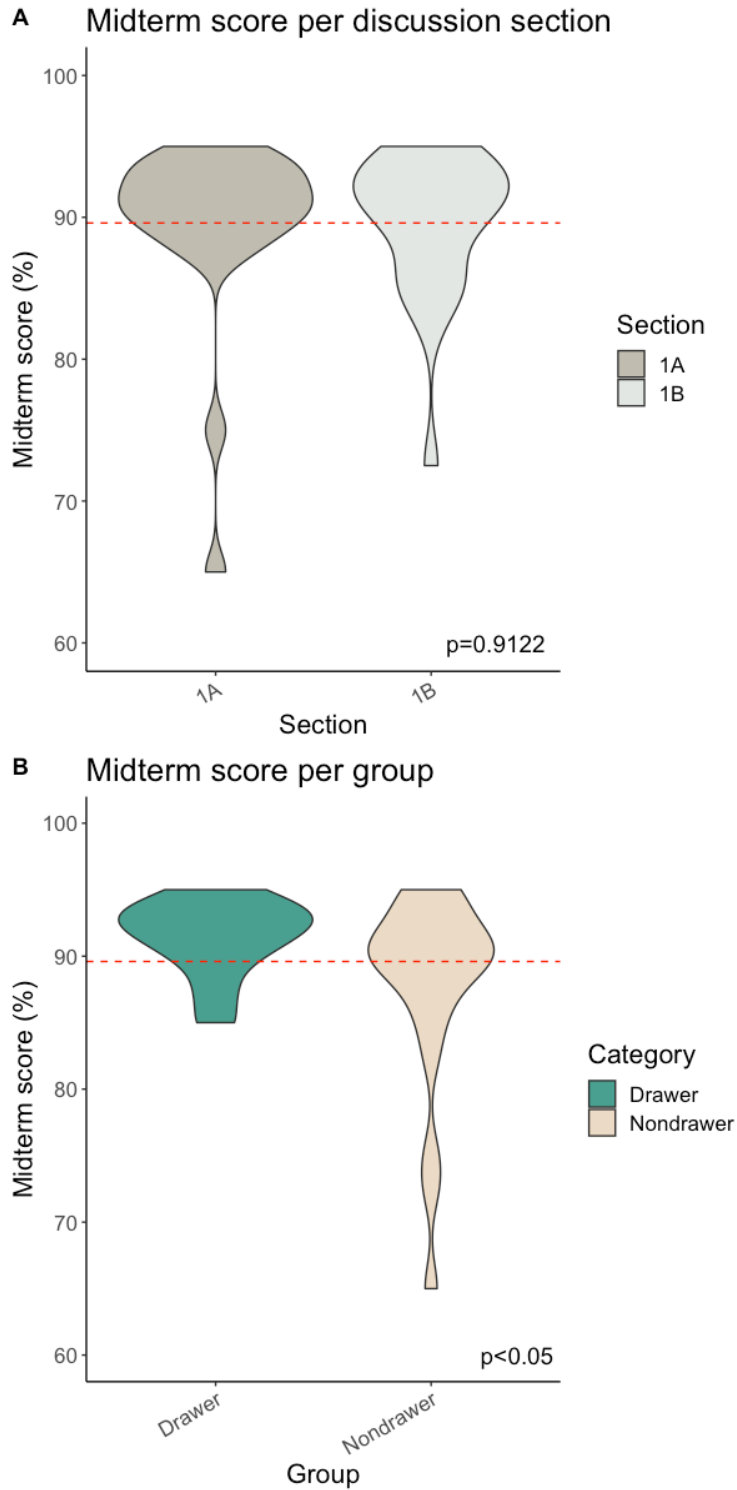 A
Midterm score per discussion section
Midterm score (%)
100
90
80
70
60
p=0.9122
1A
1B
Section
Section
1A
1B
B
Midterm score per group
Midterm score (%)
100
90
80
70
60
p<0.05
Drawer
Nondrawer
Group
Category
Drawer
Nondrawer